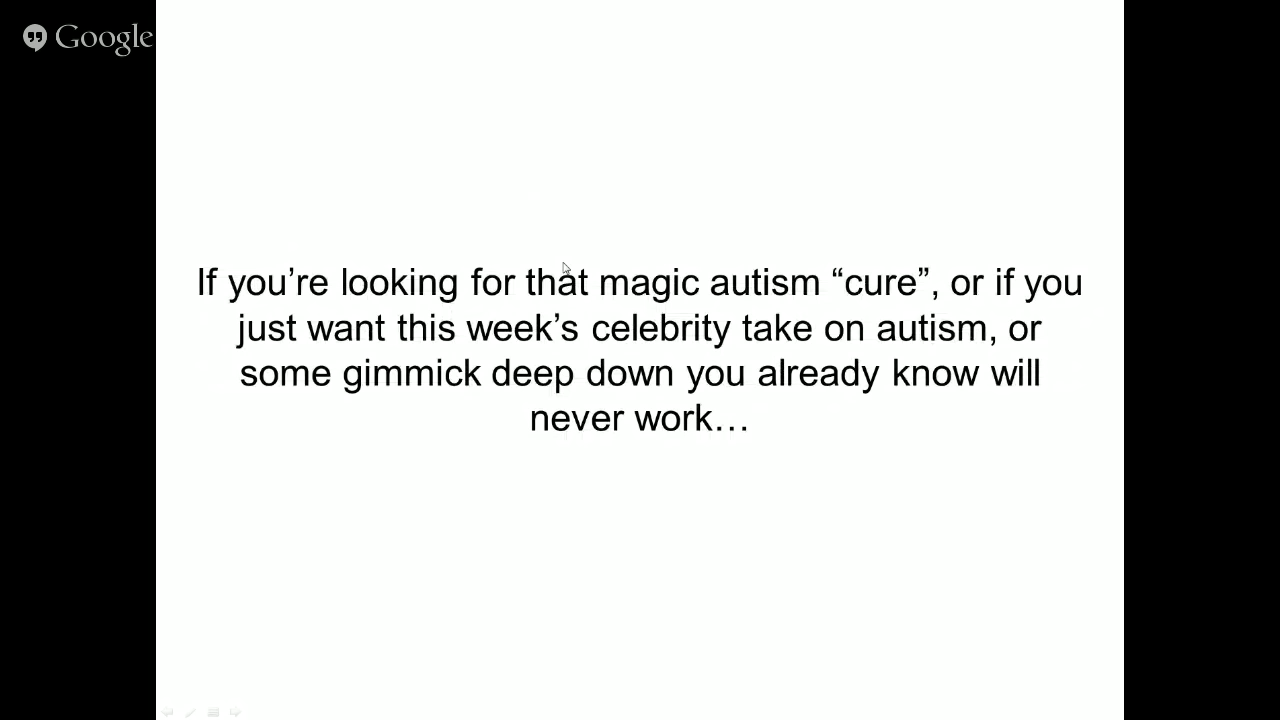 Google
If you’re looking for that magic autism “cure”, or if you
just want this week’s celebrity take on autism, or
some gimmick deep down you already know will
never work…